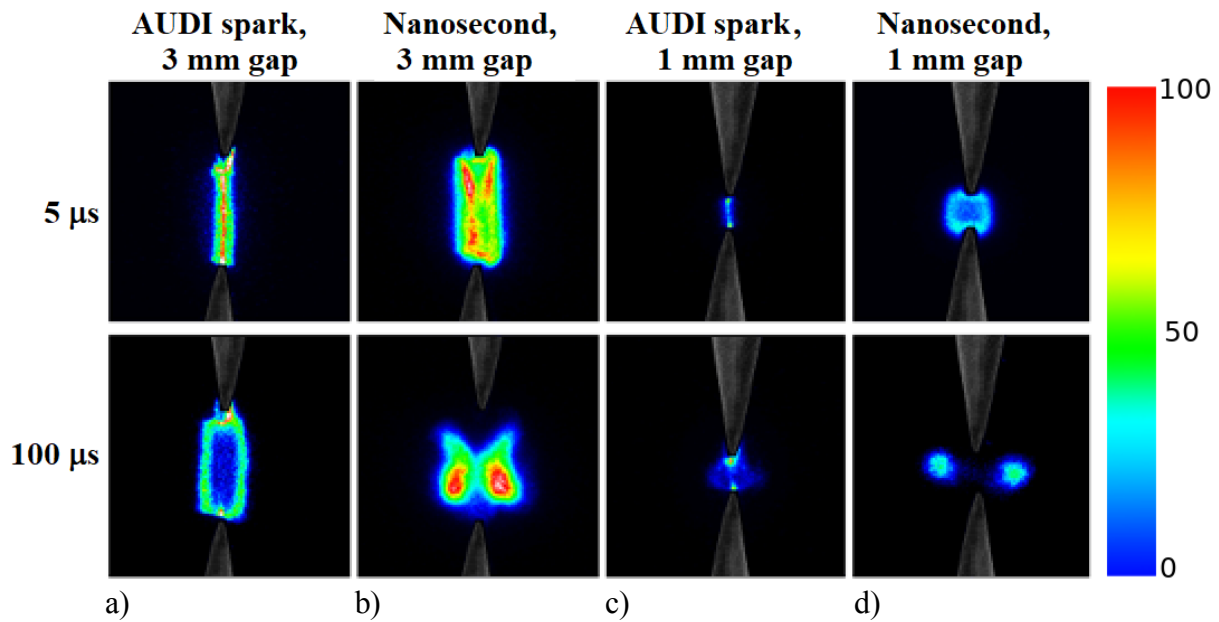 AUDI spark,
3 mm gap
Nanosecond,
3 mm gap
AUDI spark,
1 mm gap
Nanosecond,
1 mm gap
100
50
0
5 μs
100 μs
a)
b)
c)
d)